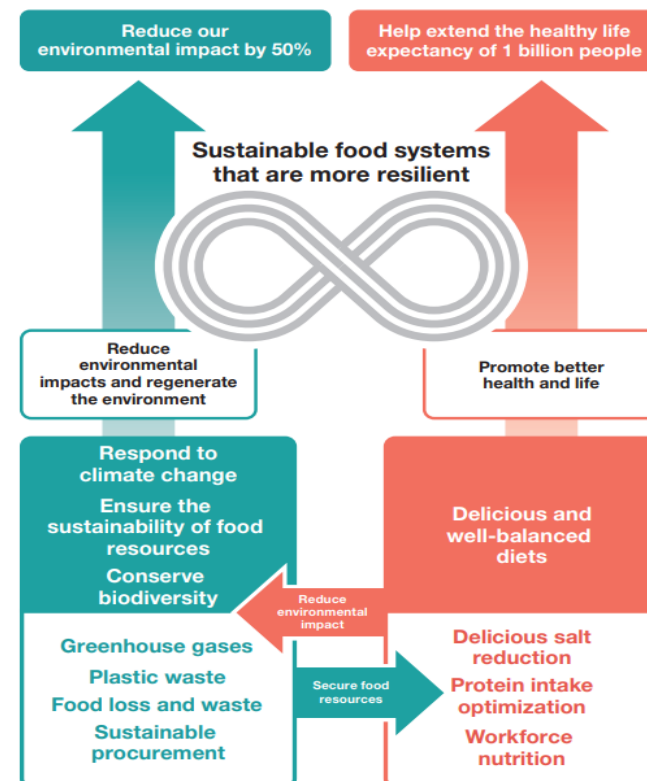 Reduce our
environmental impact by 50%
Help extend the healthy life
expectancy of 1 billion people
Sustainable food systems
that are more resilient
Reduce
environmental
impacts and regenerate
the environment
Promote better
health and life
Respond to
climate change
Ensure the
sustainability of food
resources
Conserve
biodiversity
Delicious and
well-balanced
diets
Reduce
environmental
impact
Greenhouse gases
Plastic waste
Food loss and waste
Sustainable
procurement
Secure food
resources
Delicious salt
reduction
Protein intake
optimization
Workforce
nutrition